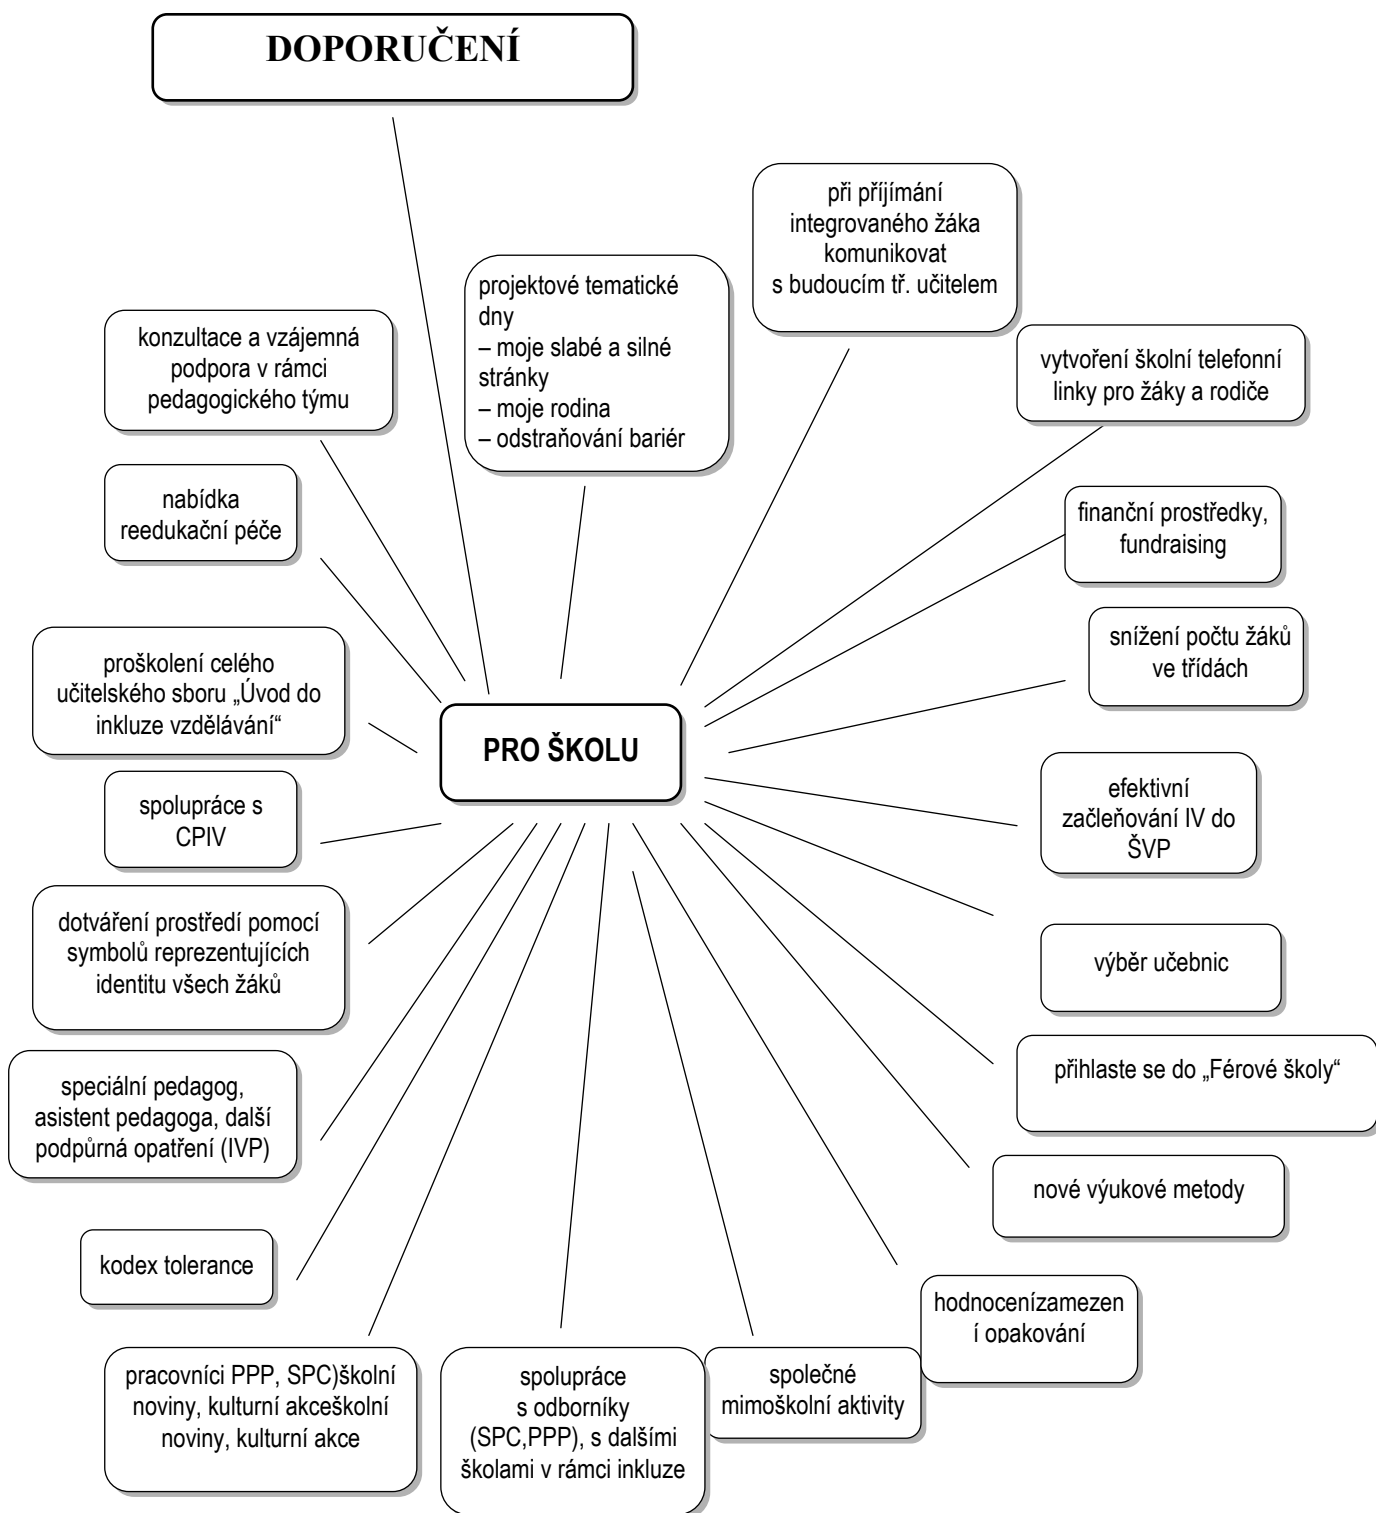 DOPORUČENÍ
při příjímání
integrovaného žáka
komunikovat
s budoucím tř. učitelem
projektové tematické
dny
– moje slabé a silné
stránky
– moje rodina
– odstraňování bariér
konzultace a vzájemná
podpora v rámci
pedagogického týmu
vytvoření školní telefonní
linky pro žáky a rodiče
nabídka
reedukační péče
finanční prostředky,
fundraising
snížení počtu žáků
ve třídách
proškolení celého
učitelského sboru „Úvod do
inkluze vzdělávání“
PRO ŠKOLU
efektivní
začleňování IV do
ŠVP
spolupráce s
CPIV
dotváření prostředí pomocí
symbolů reprezentujících
identitu všech žáků
výběr učebnic
přihlaste se do „Férové školy“
speciální pedagog,
asistent pedagoga, další
podpůrná opatření (IVP)
nové výukové metody
kodex tolerance
hodnocenízamezen
í opakování
pracovníci PPP, SPC)školní
noviny, kulturní akceškolní
noviny, kulturní akce
spolupráce
s odborníky
(SPC,PPP), s dalšími
školami v rámci inkluze
společné
mimoškolní aktivity